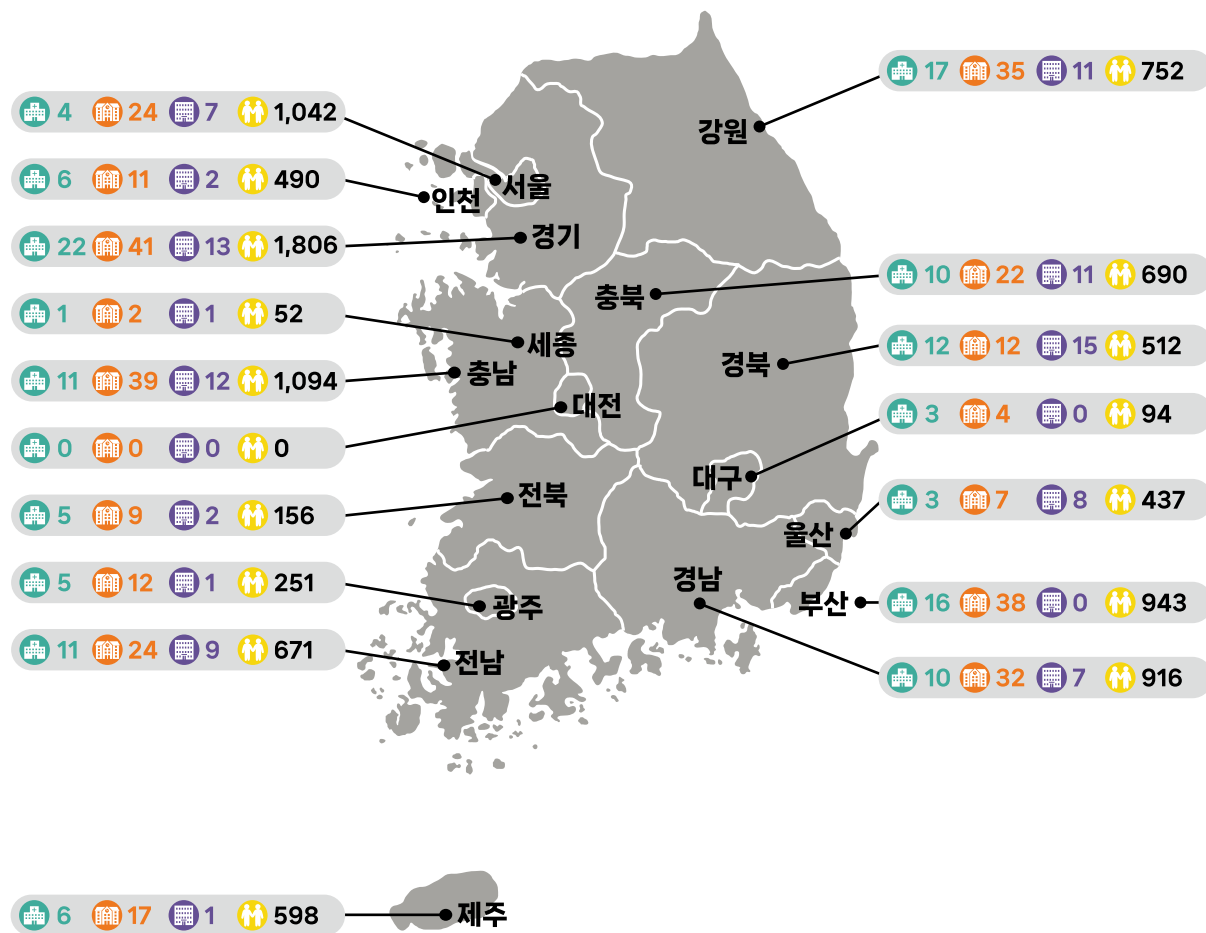 17 35 11 752
4 24 7 1,042
강원
6 11 2 490
서울
인천
22 41 13 1,806
경기
10 22 11 690
충북
1 2 1 52
세종
12 12 15 512
경북
11 39 12 1,094
충남
대전
3 4 0 94
0 0 0 0
대구
전북
3 7 8 437
5 9 2 156
울산
경남
5 12 1 251
광주
부산
16 38 0 943
11 24 9 671
전남
10 32 7 916
6 17 1 598
제주